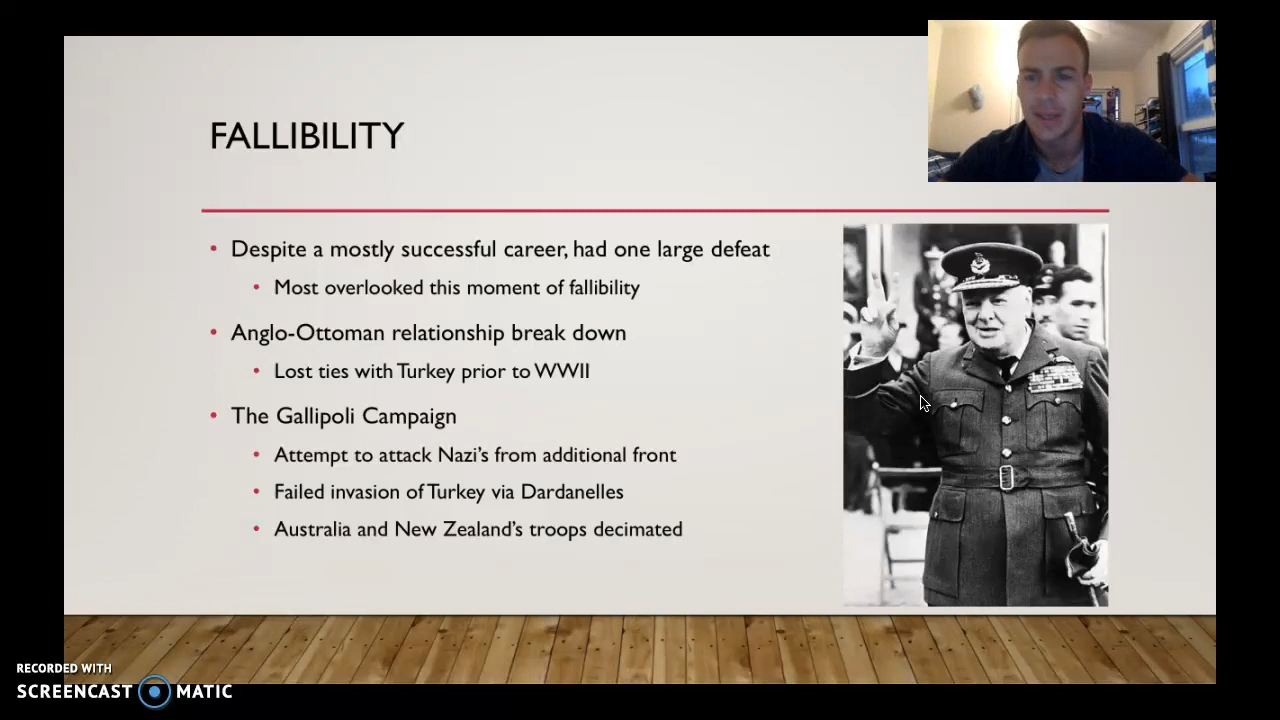 FALLIBILITY
Despite a mostly successful career, had one large defeat
Most overlooked this moment of fallibility
Anglo-Ottoman relationship break down
Lost ties with Turkey prior to WWII
The Gallipoli Campaign
Attempt to attack Nazi's from additional front
Failed invasion of Turkey via Dardanelles
Australia and New Zealand's troops decimated
RECORDED WITH
SCREENCAST MATIC